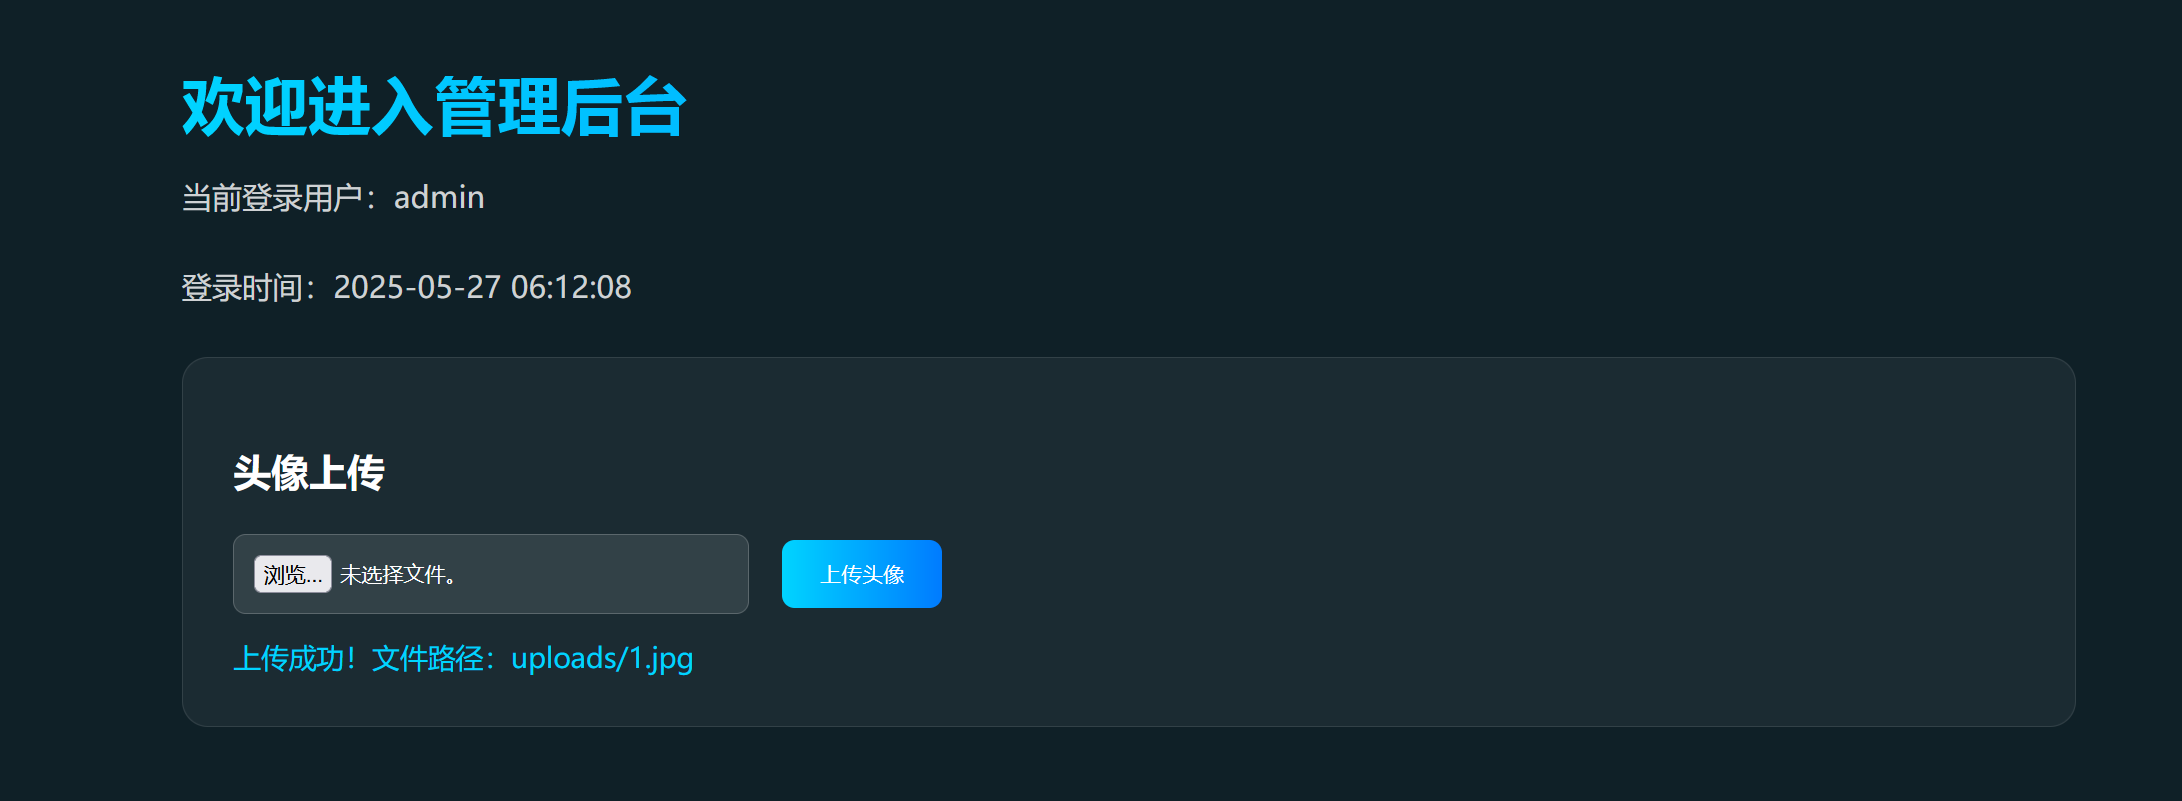 欢迎进入管理后台
当前登录用户：admin
登录时间：2025-05-27 06:12:08
头像上传
浏览... 未选择文件。 上传头像
上传成功！文件路径：uploads/1.jpg